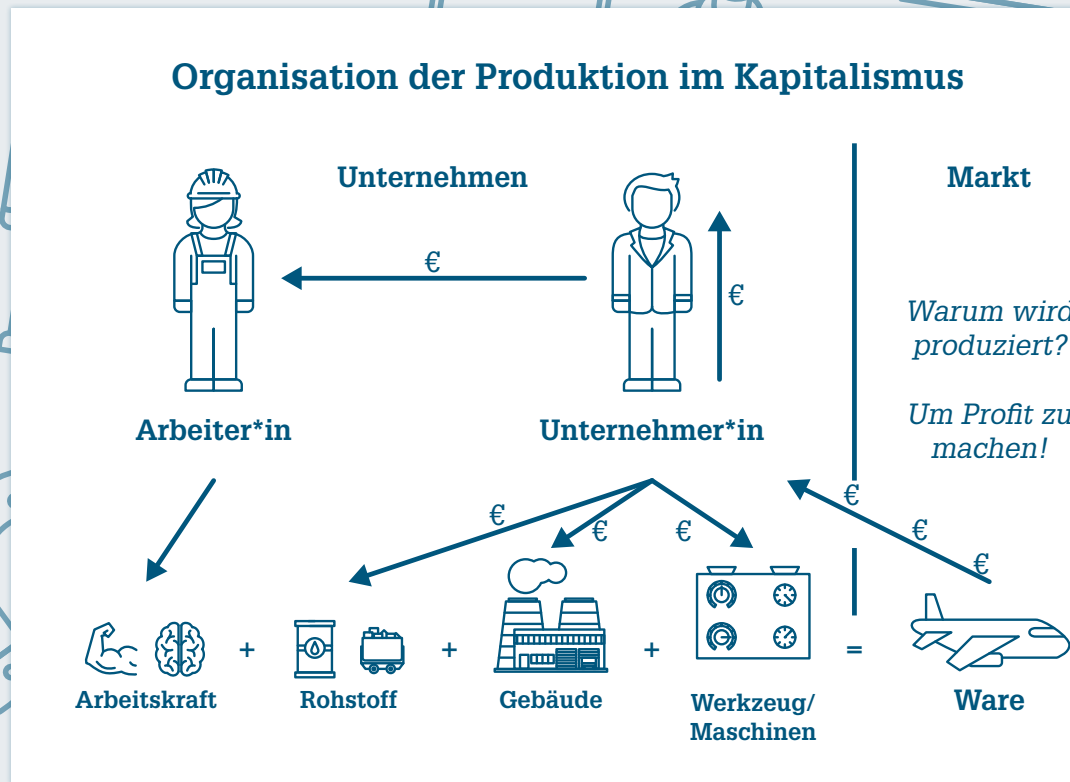 Organisation der Produktion im Kapitalismus
Unternehmen
Markt
€
€
Warum wird
produziert?
Um Profit zu
machen!
Arbeiter*in
Unternehmer*in
€
€
€
€
€
€
+
+
+
=
Arbeitskraft
Rohstoff
Gebäude
Werkzeug/
Maschinen
Ware